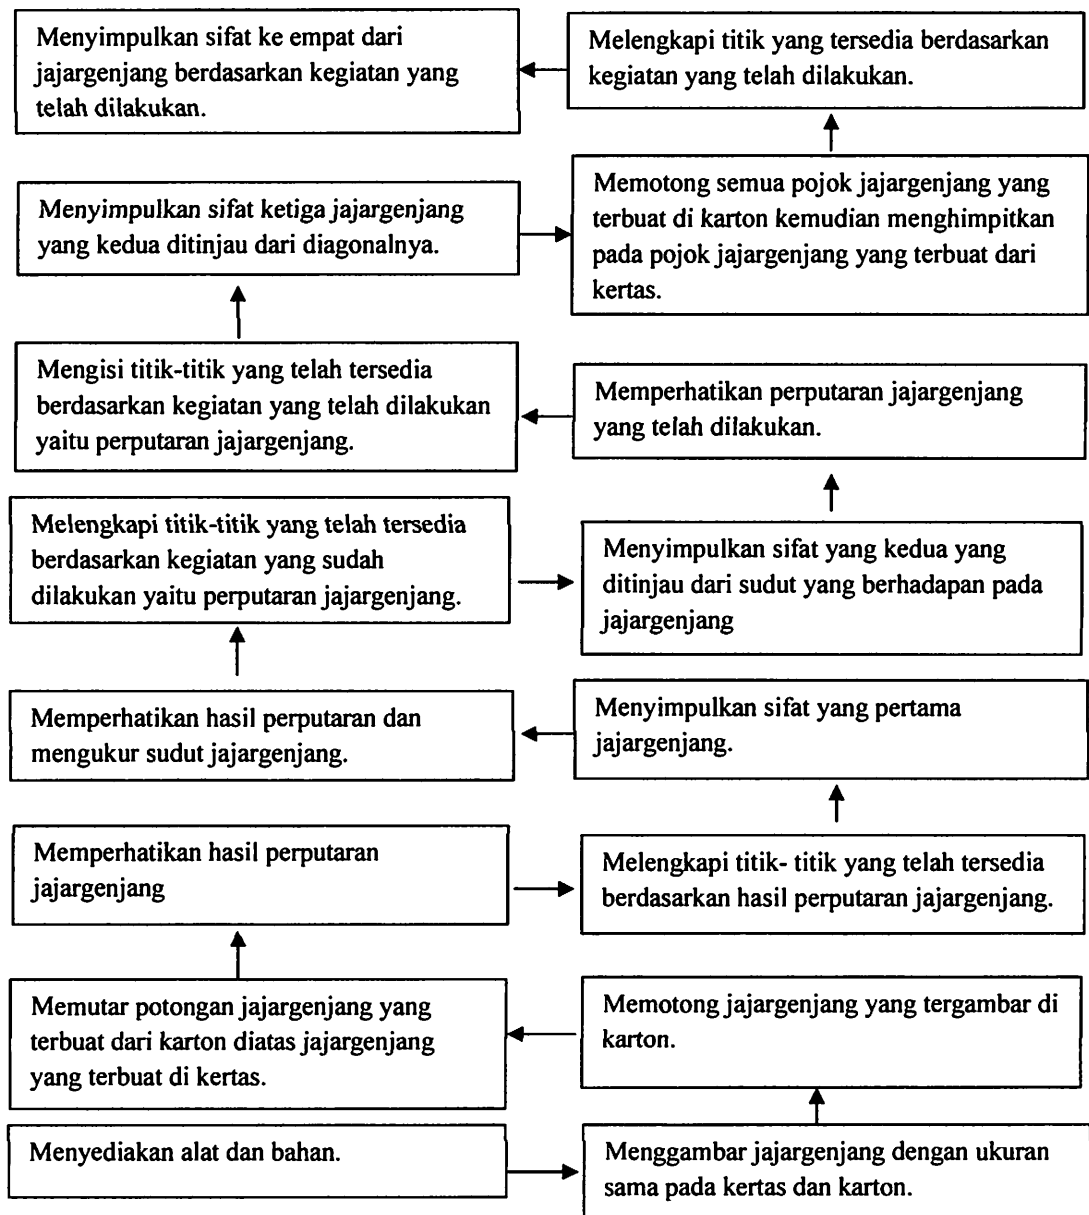 Menyimpulkan sifat ke empat dari
jajargenjang berdasarkan kegiatan yang
telah dilakukan.
Melengkapi titik yang tersedia berdasarkan
kegiatan yang telah dilakukan.
Menyimpulkan sifat ketiga jajargenjang
yang kedua ditinjau dari diagonalnya.
Memotong semua pojok jajargenjang yang
terbuat di karton kemudian menghimpitkan
pada pojok jajargenjang yang terbuat dari
kertas.
Mengisi titik-titik yang telah tersedia
berdasarkan kegiatan yang telah dilakukan
yaitu perputaran jajargenjang.
Memperhatikan perputaran jajargenjang
yang telah dilakukan.
Melengkapi titik-titik yang telah tersedia
berdasarkan kegiatan yang sudah
dilakukan yaitu perputaran jajargenjang.
Menyimpulkan sifat yang kedua yang
ditinjau dari sudut yang berhadapan pada
jajargenjang
Memperhatikan hasil perputaran dan
mengukur sudut jajargenjang.
Menyimpulkan sifat yang pertama
jajargenjang.
Memperhatikan hasil perputaran
jajargenjang
Melengkapi titik- titik yang telah tersedia
berdasarkan hasil perputaran jajargenjang.
Memutar potongan jajargenjang yang
terbuat dari karton diatas jajargenjang
yang terbuat di kertas.
Memotong jajargenjang yang tergambar di
karton.
Menyediakan alat dan bahan.
Menggambar jajargenjang dengan ukuran
sama pada kertas dan karton.